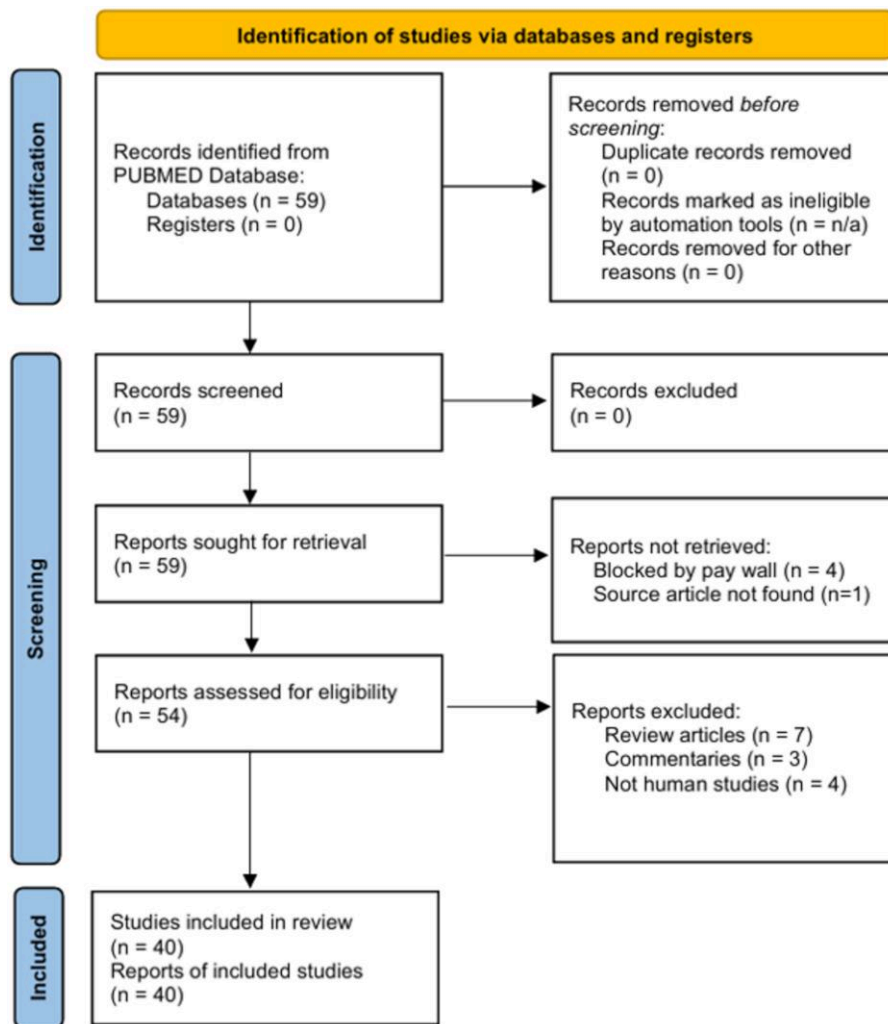 Identification of studies via databases and registers
Identification
Records identified from
PUBMED Database:
Databases (n = 59)
Registers (n = 0)
Records removed before
screening:
Duplicate records removed
(n = 0)
Records marked as ineligible
by automation tools (n = n/a)
Records removed for other
reasons (n = 0)
Screening
Records screened
(n = 59)
Records excluded
(n = 0)
Reports sought for retrieval
(n = 59)
Reports not retrieved:
Blocked by pay wall (n = 4)
Source article not found (n=1)
Reports assessed for eligibility
(n = 54)
Reports excluded:
Review articles (n = 7)
Commentaries (n = 3)
Not human studies (n = 4)
Included
Studies included in review
(n = 40)
Reports of included studies
(n = 40)